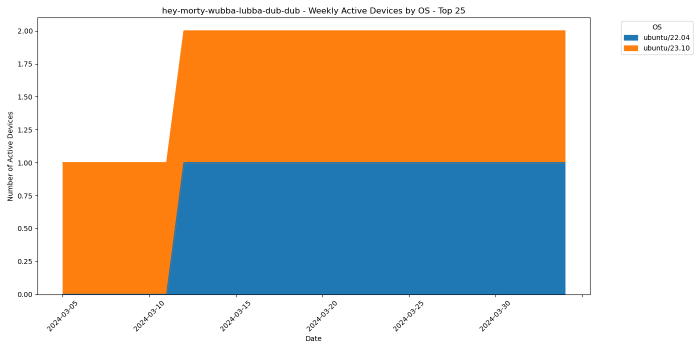 hey-morty-wubba-lubba-dub-dub - Weekly Active Devices by OS - Top 25
OS
ubuntu/22.04
ubuntu/23.10
Number of Active Devices
2.00
1.75
1.50
1.25
1.00
0.75
0.50
0.25
0.00
2024-03-05
2024-03-10
2024-03-15
2024-03-20
2024-03-25
2024-03-30
Date